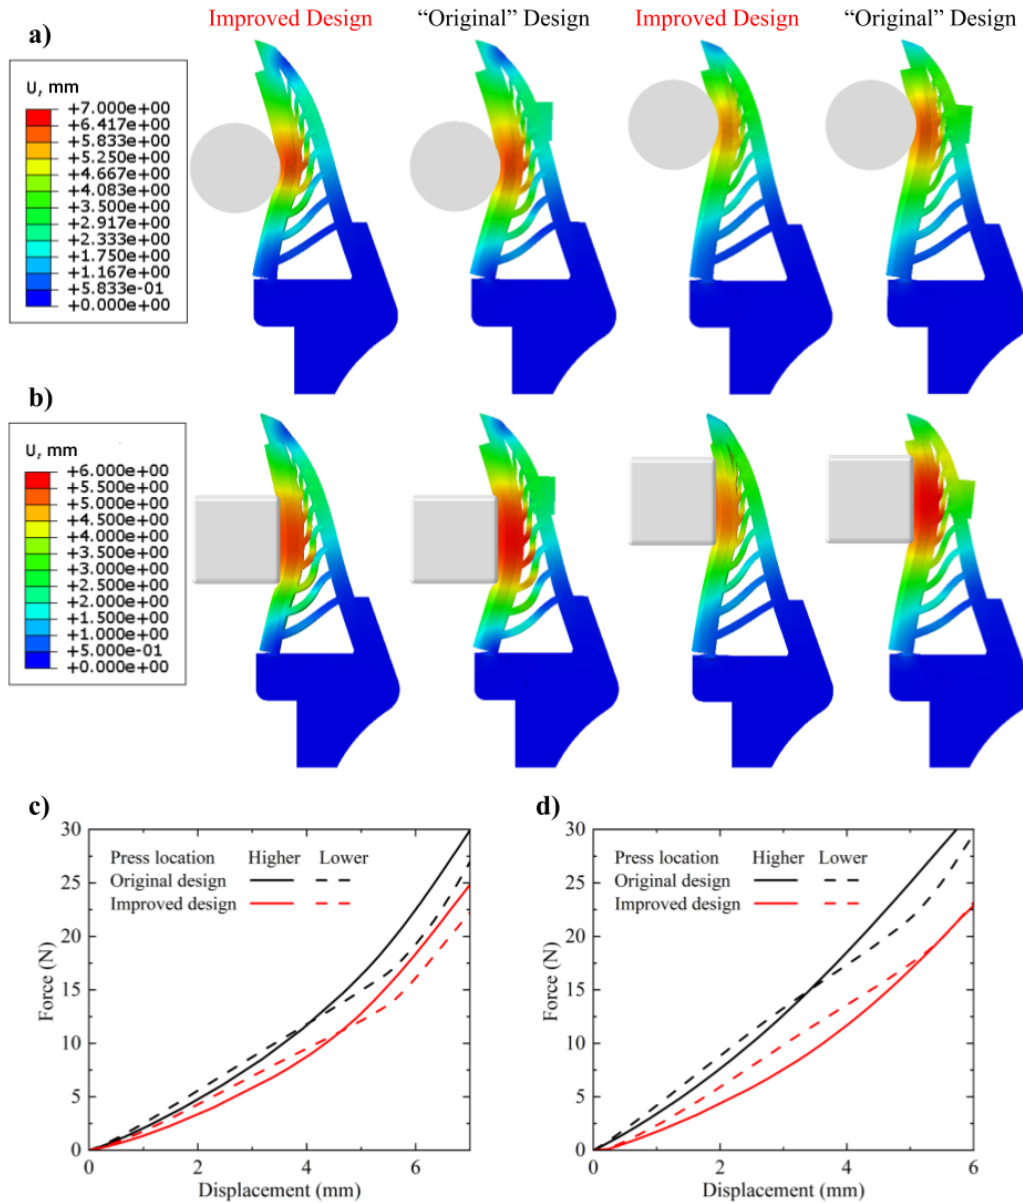 a)
Improved Design
“Original” Design
Improved Design
“Original” Design
U, mm
+7.000e+00
+6.417e+00
+5.833e+00
+5.250e+00
+4.667e+00
+4.083e+00
+3.500e+00
+2.917e+00
+2.333e+00
+1.750e+00
+1.167e+00
+5.833e-01
+0.000e+00
b)
U, mm
+6.000e+00
+5.500e+00
+5.000e+00
+4.500e+00
+4.000e+00
+3.500e+00
+3.000e+00
+2.500e+00
+2.000e+00
+1.500e+00
+1.000e+00
+5.000e-01
+0.000e+00
c)
Press location Higher Lower
Original design
Improved design
30
25
20
15
10
5
0
Force (N)
0 2 4 6
Displacement (mm)
d)
Press location Higher Lower
Original design
Improved design
30
25
20
15
10
5
0
Force (N)
0 2 4 6
Displacement (mm)